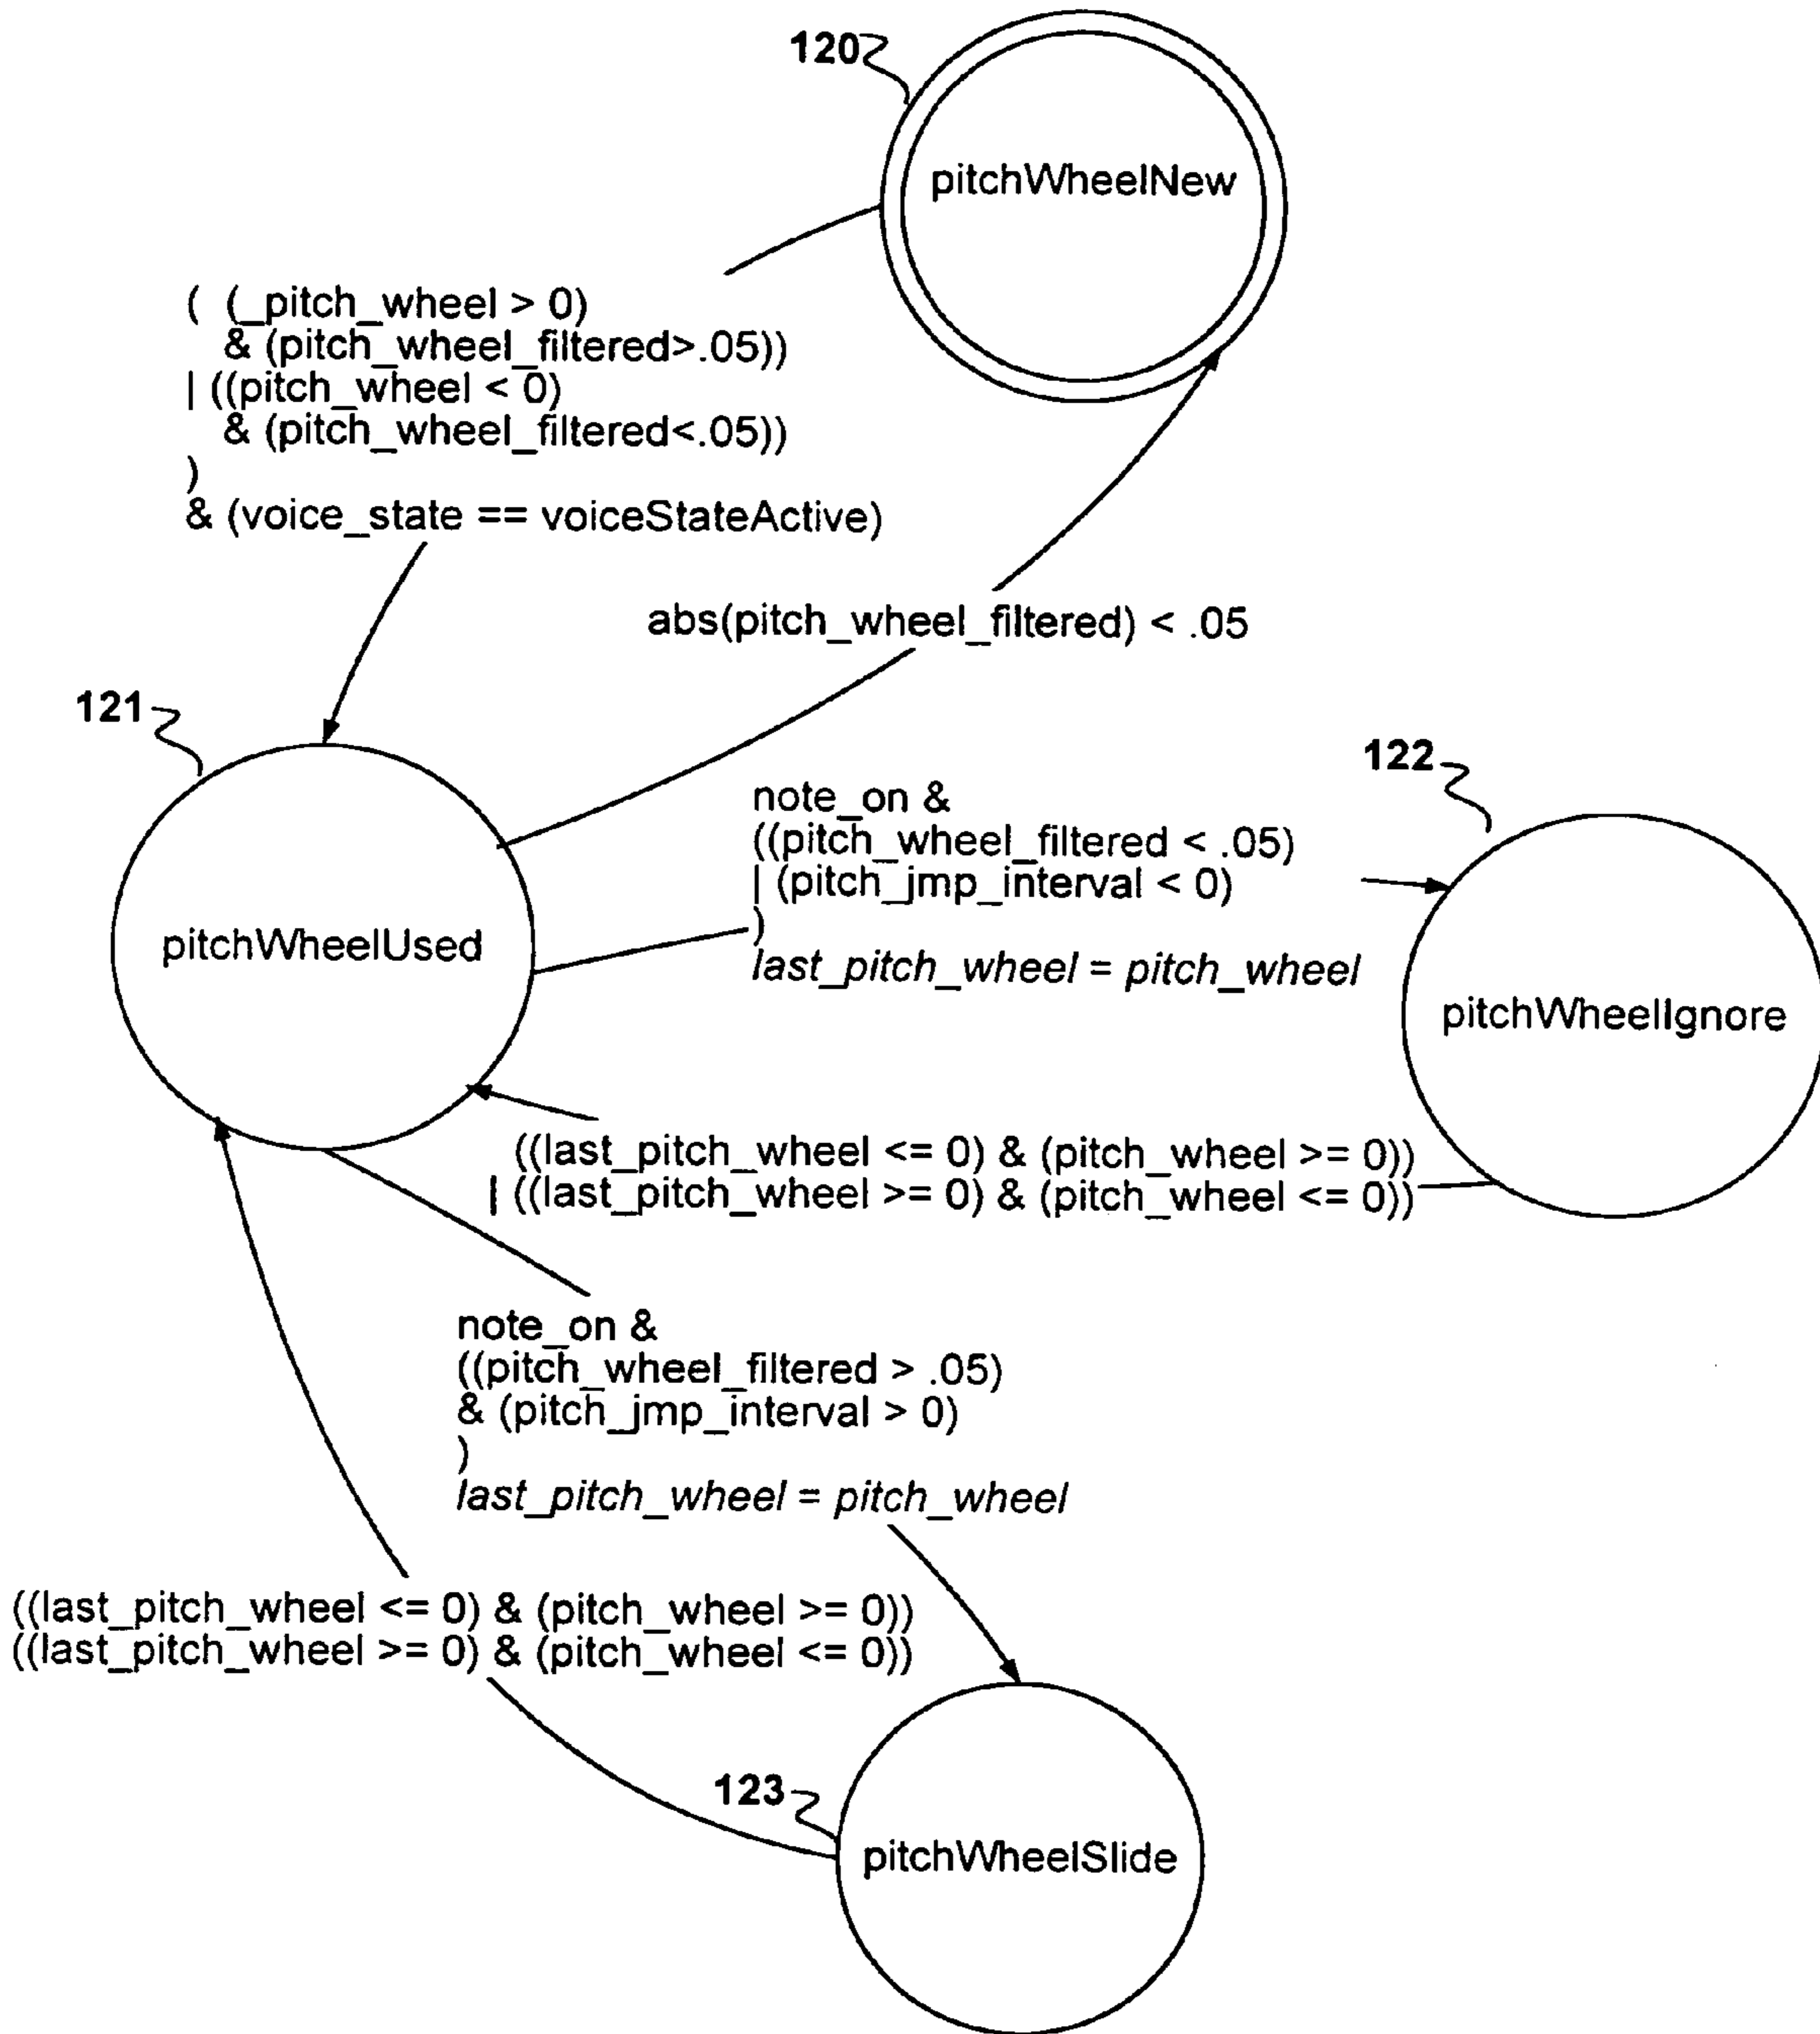 120
pitchWheelNew
( (_pitch_wheel > 0)
& (pitch_wheel_filtered>.05))
| ((pitch_wheel < 0)
& (pitch_wheel_filtered<.05))
)
& (voice_state == voiceStateActive)
abs(pitch_wheel_filtered) < .05
121
pitchWheelUsed
122
note_on &
((pitch_wheel_filtered < .05)
| (pitch_jmp_interval < 0)
)
last_pitch_wheel = pitch_wheel
pitchWheelIgnore
((last_pitch_wheel <= 0) & (pitch_wheel >= 0))
| ((last_pitch_wheel >= 0) & (pitch_wheel <= 0))
note_on &
((pitch_wheel_filtered > .05)
& (pitch_jmp_interval > 0)
)
last_pitch_wheel = pitch_wheel
((last_pitch_wheel <= 0) & (pitch_wheel >= 0))
((last_pitch_wheel >= 0) & (pitch_wheel <= 0))
123
pitchWheelSlide